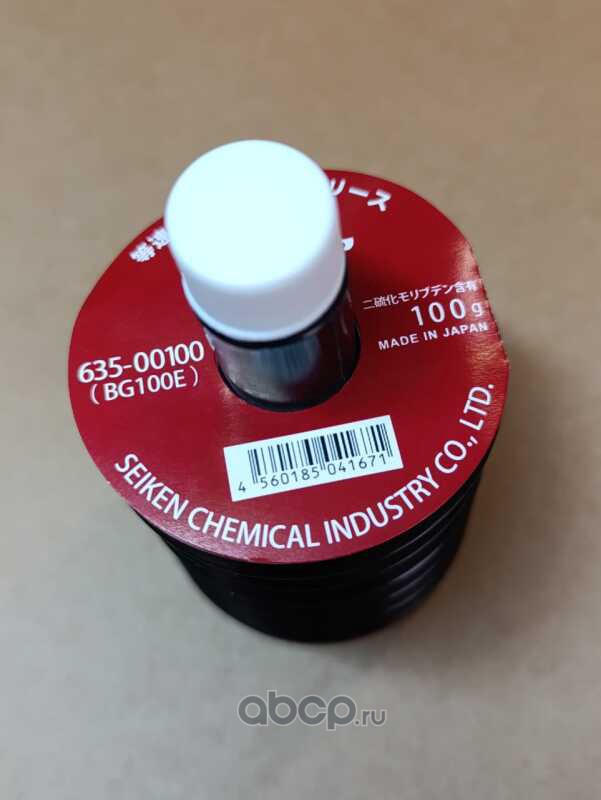 リース
二硫化モリブデン含有
100g
MADE IN JAPAN
635-00100
( BG100E )
4 560185 041671
SEIKEN CHEMICAL INDUSTRY CO., LTD.
abcp.ru